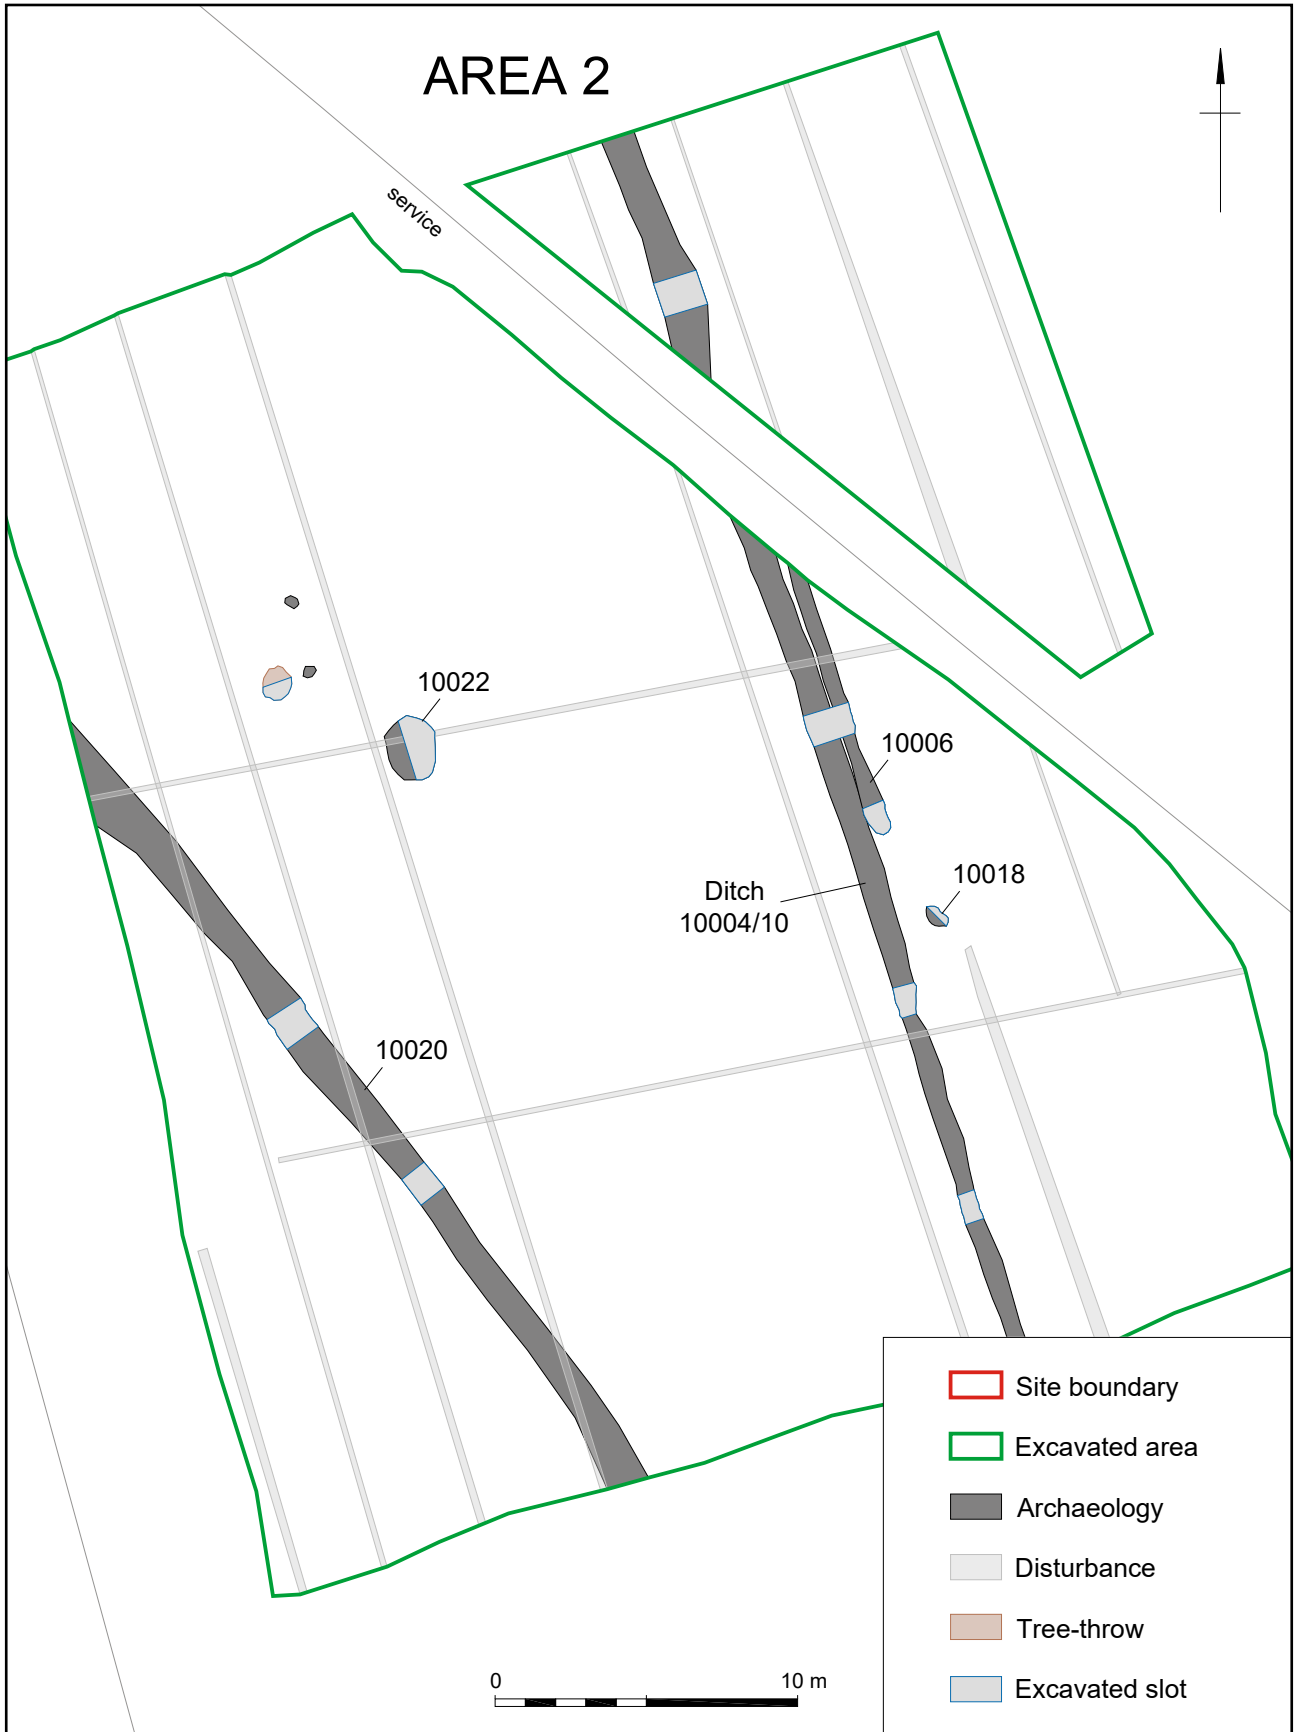 AREA 2
service
10022
10006
10018
Ditch
10004/10
10020
Site boundary
Excavated area
Archaeology
Disturbance
Tree-throw
Excavated slot
0 10 m